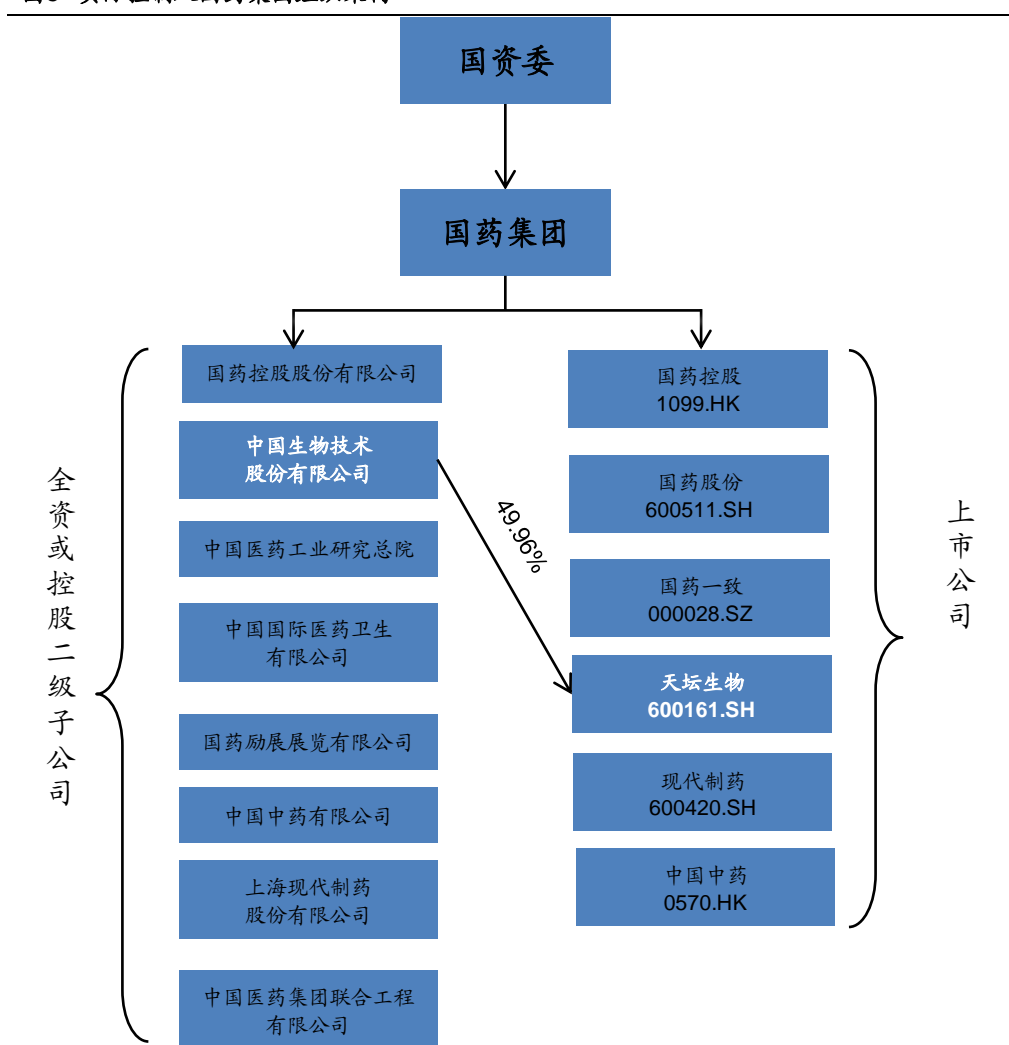 国资委
国药集团
全资或控股二级子公司
国药控股股份有限公司
中国生物技术
股份有限公司
中国医药工业研究总院
中国国际医药卫生
有限公司
国药励展展览有限公司
中国中药有限公司
上海现代制药
股份有限公司
中国医药集团联合工程
有限公司
49.96%
国药控股
1099.HK
国药股份
600511.SH
国药一致
000028.SZ
天坛生物
600161.SH
现代制药
600420.SH
中国中药
0570.HK
上市公司